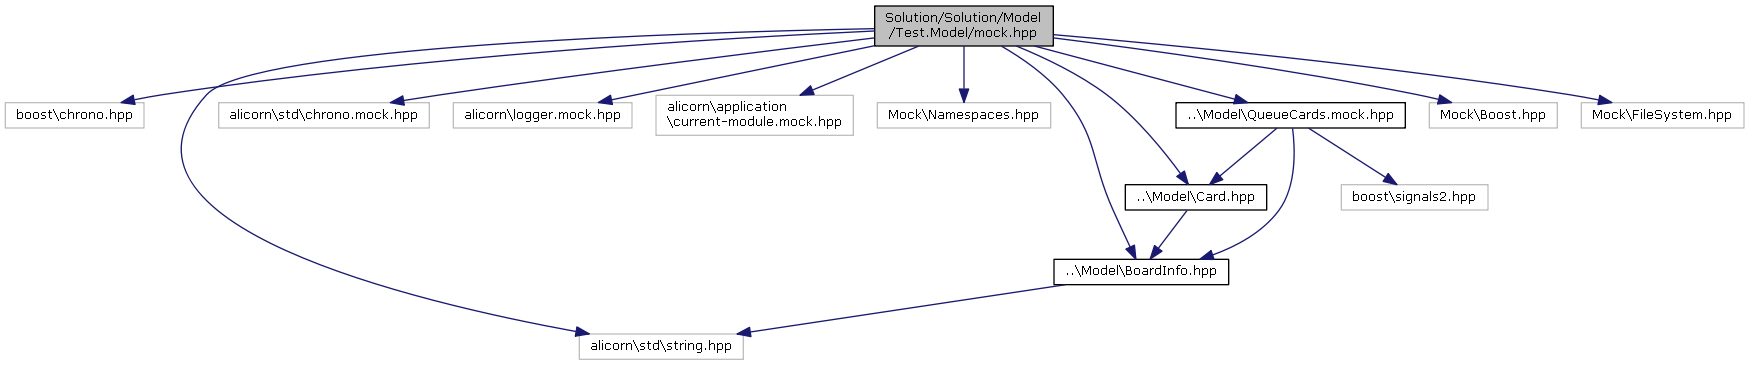 Solution/Solution/Model
/Test.Model/mock.hpp
boost\chrono.hpp
alicorn\std\chrono.mock.hpp
alicorn\logger.mock.hpp
alicorn\application
\current-module.mock.hpp
Mock\Namespaces.hpp
..\Model\QueueCards.mock.hpp
Mock\Boost.hpp
Mock\FileSystem.hpp
..\Model\Card.hpp
boost\signals2.hpp
..\Model\BoardInfo.hpp
alicorn\std\string.hpp